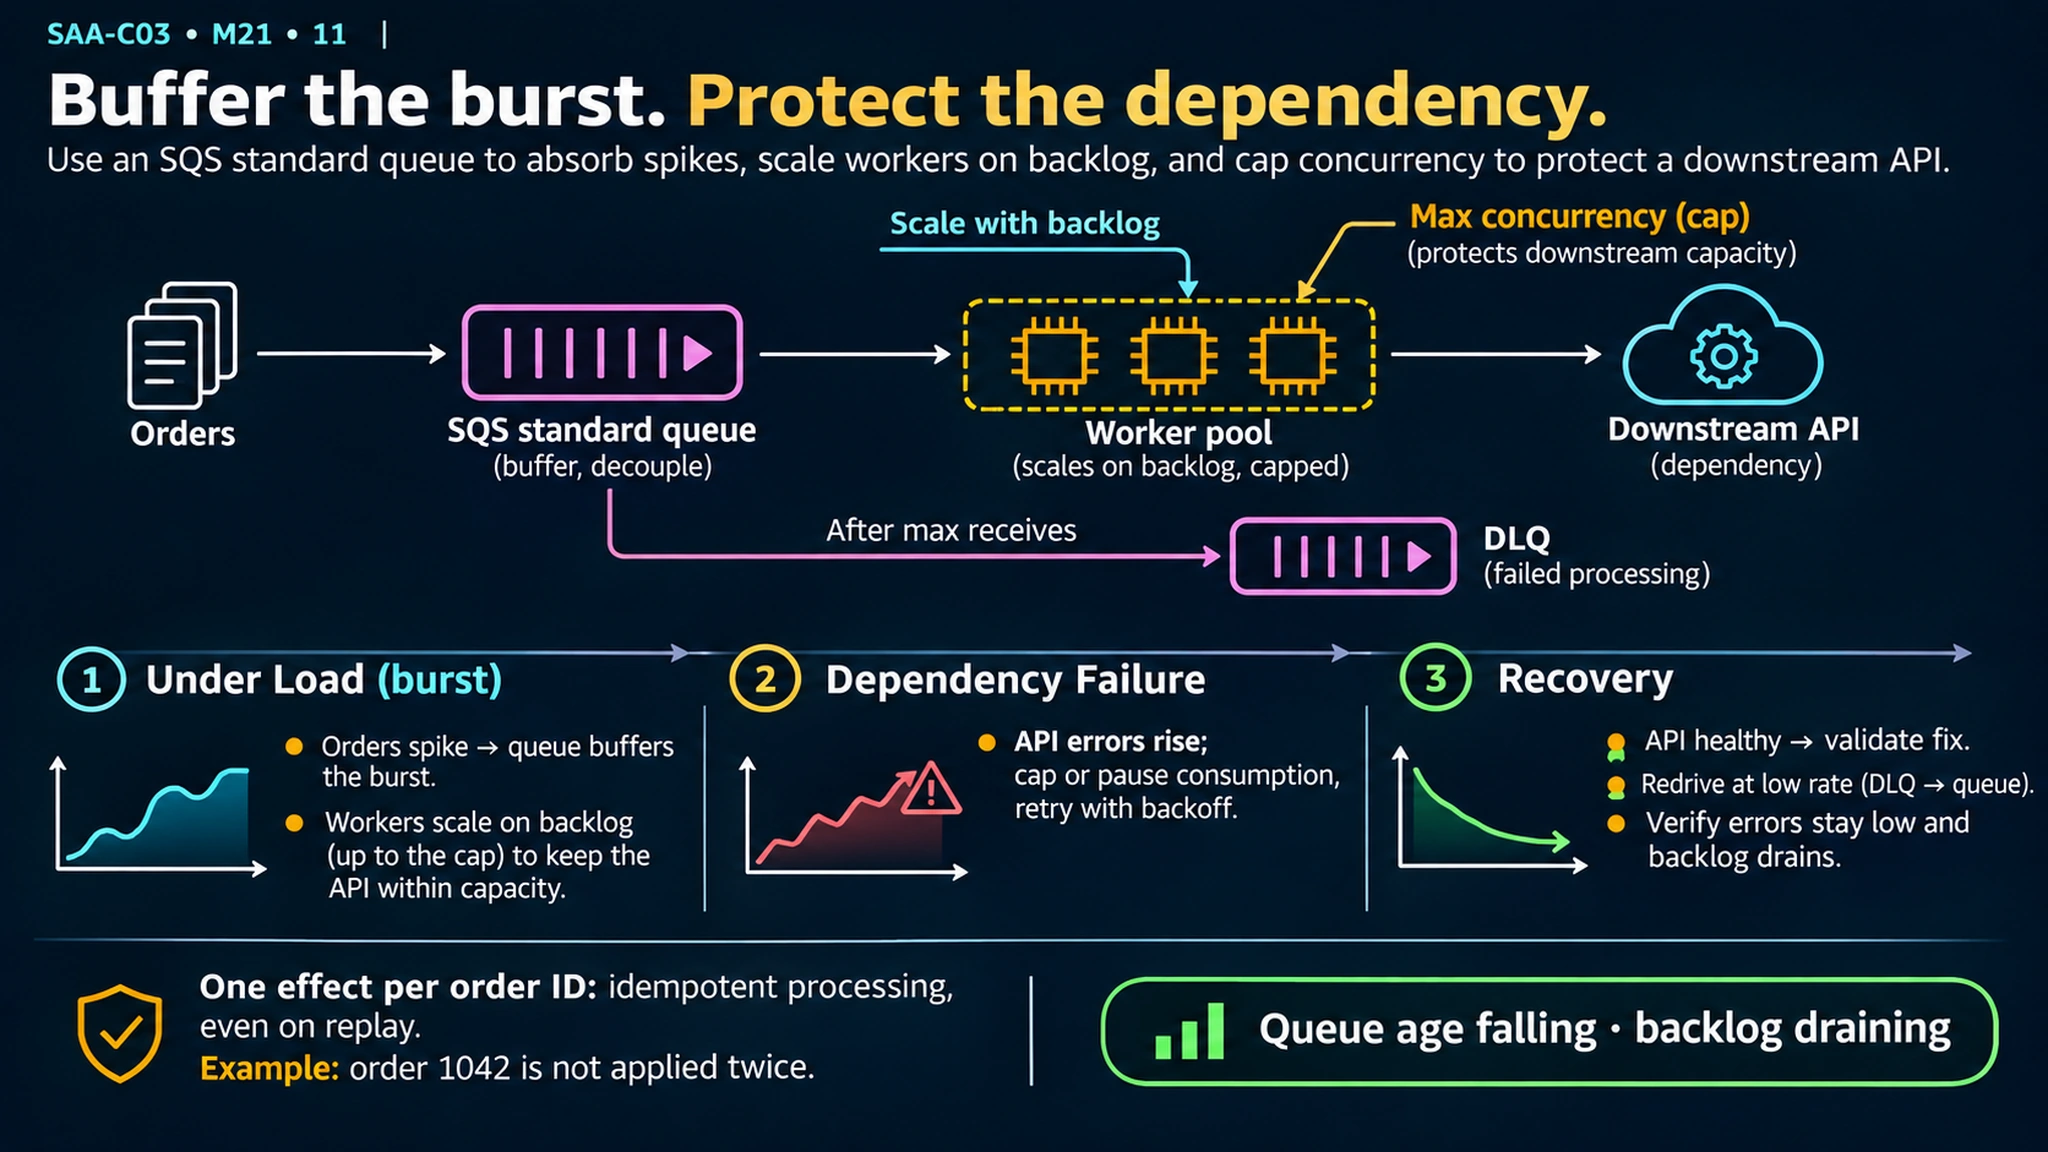 SAA-C03 • M21 • 11 |
Buffer the burst. Protect the dependency.
Use an SQS standard queue to absorb spikes, scale workers on backlog, and cap concurrency to protect a downstream API.
Scale with backlog
Max concurrency (cap)
(protects downstream capacity)
Orders
SQS standard queue
(buffer, decouple)
Worker pool
(scales on backlog, capped)
Downstream API
(dependency)
After max receives
DLQ
(failed processing)
1 Under Load (burst)
Orders spike → queue buffers
the burst.
Workers scale on backlog
(up to the cap) to keep the
API within capacity.
2 Dependency Failure
!
API errors rise;
cap or pause consumption,
retry with backoff.
3 Recovery
API healthy → validate fix.
Redrive at low rate (DLQ → queue).
Verify errors stay low and
backlog drains.
One effect per order ID: idempotent processing,
even on replay.
Example: order 1042 is not applied twice.
Queue age falling · backlog draining